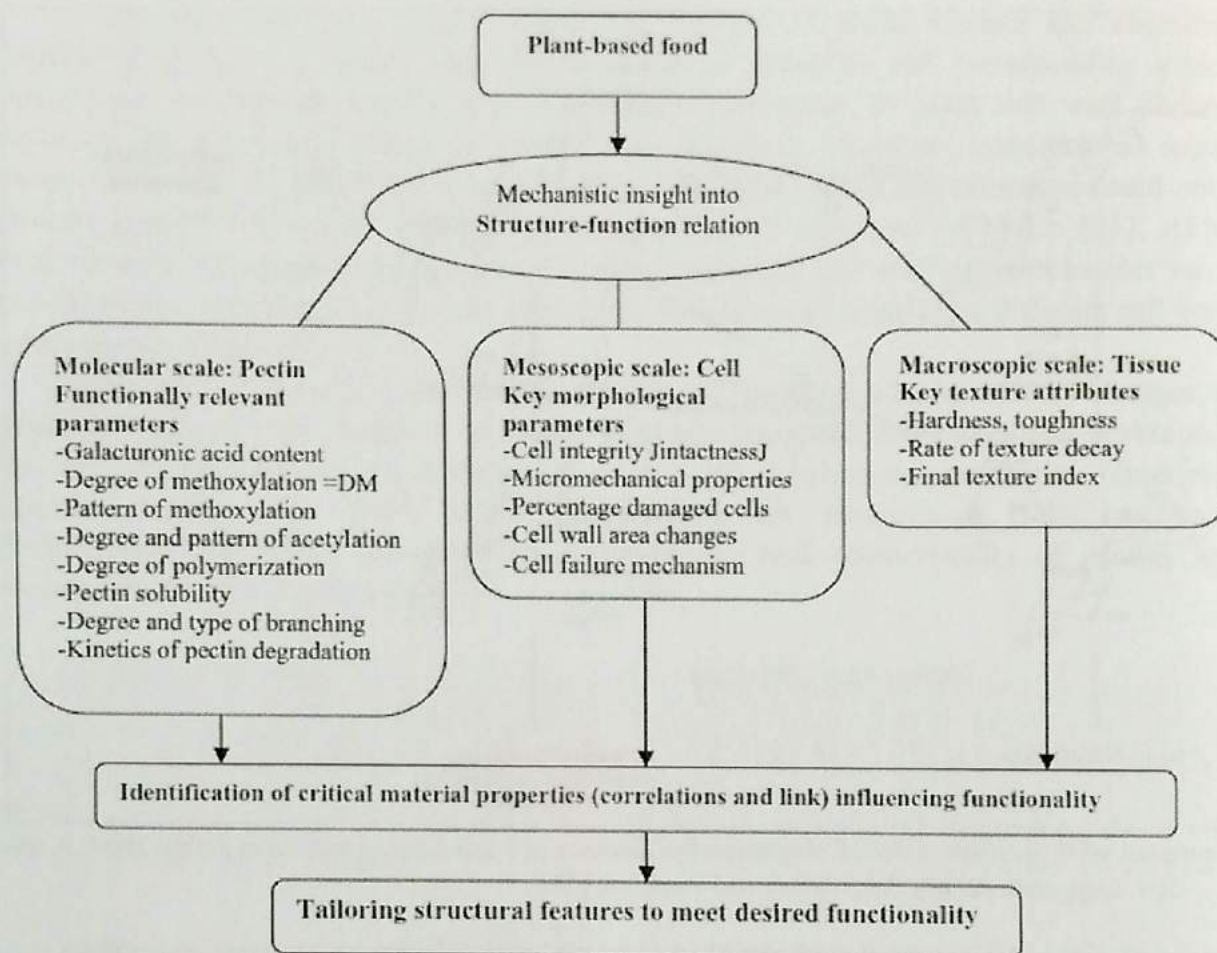 Plant-based food
Mechanistic insight into
Structure-function relation
Molecular scale: Pectin
Functionally relevant
parameters
-Galacturonic acid content
-Degree of methoxylation =DM
-Pattern of methoxylation
-Degree and pattern of acetylation
-Degree of polymerization
-Pectin solubility
-Degree and type of branching
-Kinetics of pectin degradation
Mesoscopic scale: Cell
Key morphological
parameters
-Cell integrity JintactnessJ
-Micromechanical properties
-Percentage damaged cells
-Cell wall area changes
-Cell failure mechanism
Macroscopic scale: Tissue
Key texture attributes
-Hardness, toughness
-Rate of texture decay
-Final texture index
Identification of critical material properties (correlations and link) influencing functionality
Tailoring structural features to meet desired functionality